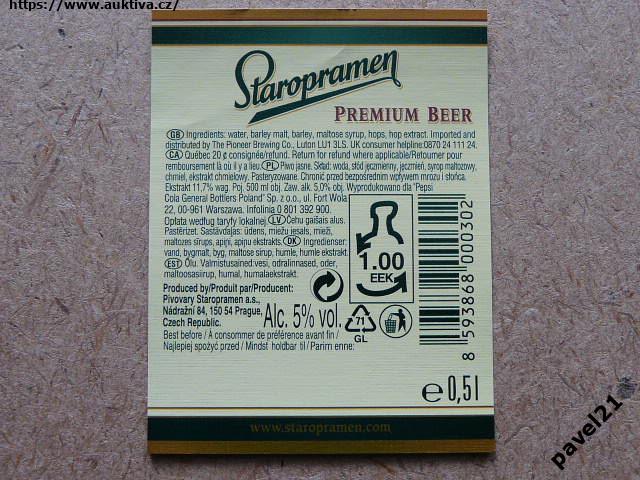 https://www.auktiva.cz/
Staropramen
PREMIUM BEER
GB Ingredients: water, barley malt, barley, maltose syrup, hops, hop extract. Imported and
distributed by The Pioneer Brewing Co., Luton LU1 3LS. UK consumer helpline:0870 24 111 24.
CA Québec 20 ¢ consignée/refund. Return for refund where applicable/Retourner pour
remboursement là où il y a lieu. PL Piwo jasne. Skład: woda, słód jęczmienny, jęczmień, syrop maltozowy,
chmiel, ekstrakt chmielowy. Pasteryzowane. Chronić przed bezpośrednim wpływem mrozu i słońca.
Ekstrakt 11,7% wag. Poj. 500 ml obj. Zaw. alk. 5,0% obj. Wyprodukowano dla "Pepsi
Cola General Bottlers Poland" Sp. z o.o., ul. Fort Wola
22, 00-961 Warszawa. Infolinia 0 801 392 900.
Opłata według taryfy lokalnej. LV Čehu gaišais alus.
Pastērizēt. Sastāvdaļas: ūdens, miežu iesals, mieži,
maltozes sīrups, apiņi, apiņu ekstrakts. DK Ingredienser:
vand, bygmalt, byg, maltose sirup, humle, humle ekstrakt.
EST Õlu. Valmistusained vesi, odralinnased, oder,
maltoosasiirup, humal, humalaekstrakt.
Produced by/Produit par/Producent:
Pivovary Staropramen a.s.,
Nádražní 84, 150 54 Prague,
Czech Republic.
Alc. 5% vol.
1.00
EEK
71
GL
8 593868 000302
Best before / A consommer de préférence avant fin /
Najlepiej spożyć przed / Mindst holdbar til / Parim enne:
e 0,5l
www.staropramen.com
pavel21